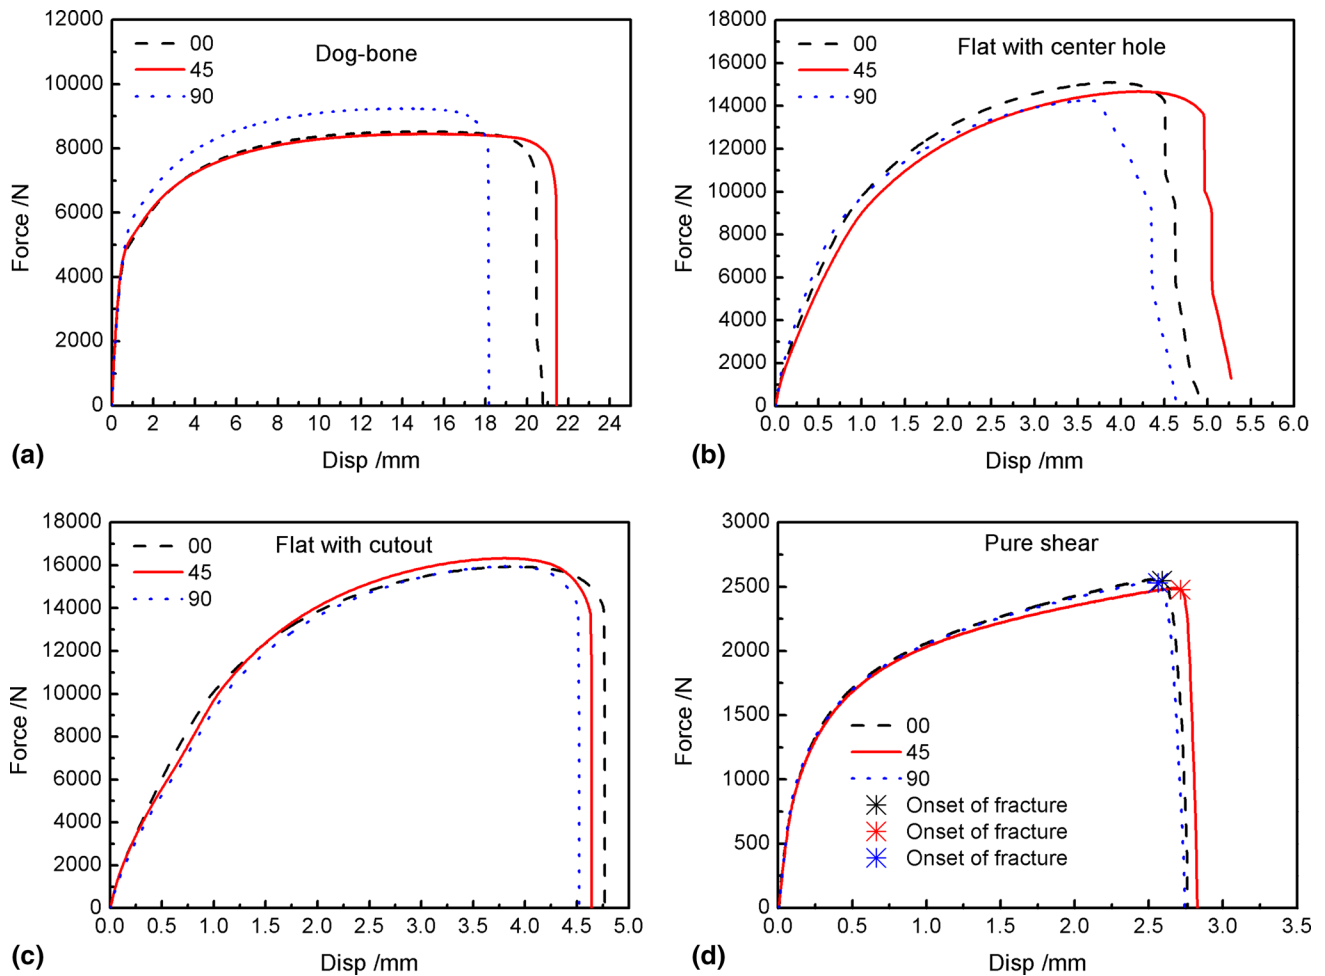 12000
10000
8000
6000
4000
2000
0
Force /N
00
45
90
Dog-bone
0 2 4 6 8 10 12 14 16 18 20 22 24
Disp /mm
(a)
18000
16000
14000
12000
10000
8000
6000
4000
2000
0
Force /N
00
45
90
Flat with center hole
0.0 0.5 1.0 1.5 2.0 2.5 3.0 3.5 4.0 4.5 5.0 5.5 6.0
Disp /mm
(b)
18000
16000
14000
12000
10000
8000
6000
4000
2000
0
Force /N
00
45
90
Flat with cutout
0.0 0.5 1.0 1.5 2.0 2.5 3.0 3.5 4.0 4.5 5.0
Disp /mm
(c)
3000
2500
2000
1500
1000
500
0
Force /N
Pure shear
00
45
90
Onset of fracture
Onset of fracture
Onset of fracture
0.0 0.5 1.0 1.5 2.0 2.5 3.0 3.5
Disp /mm
(d)